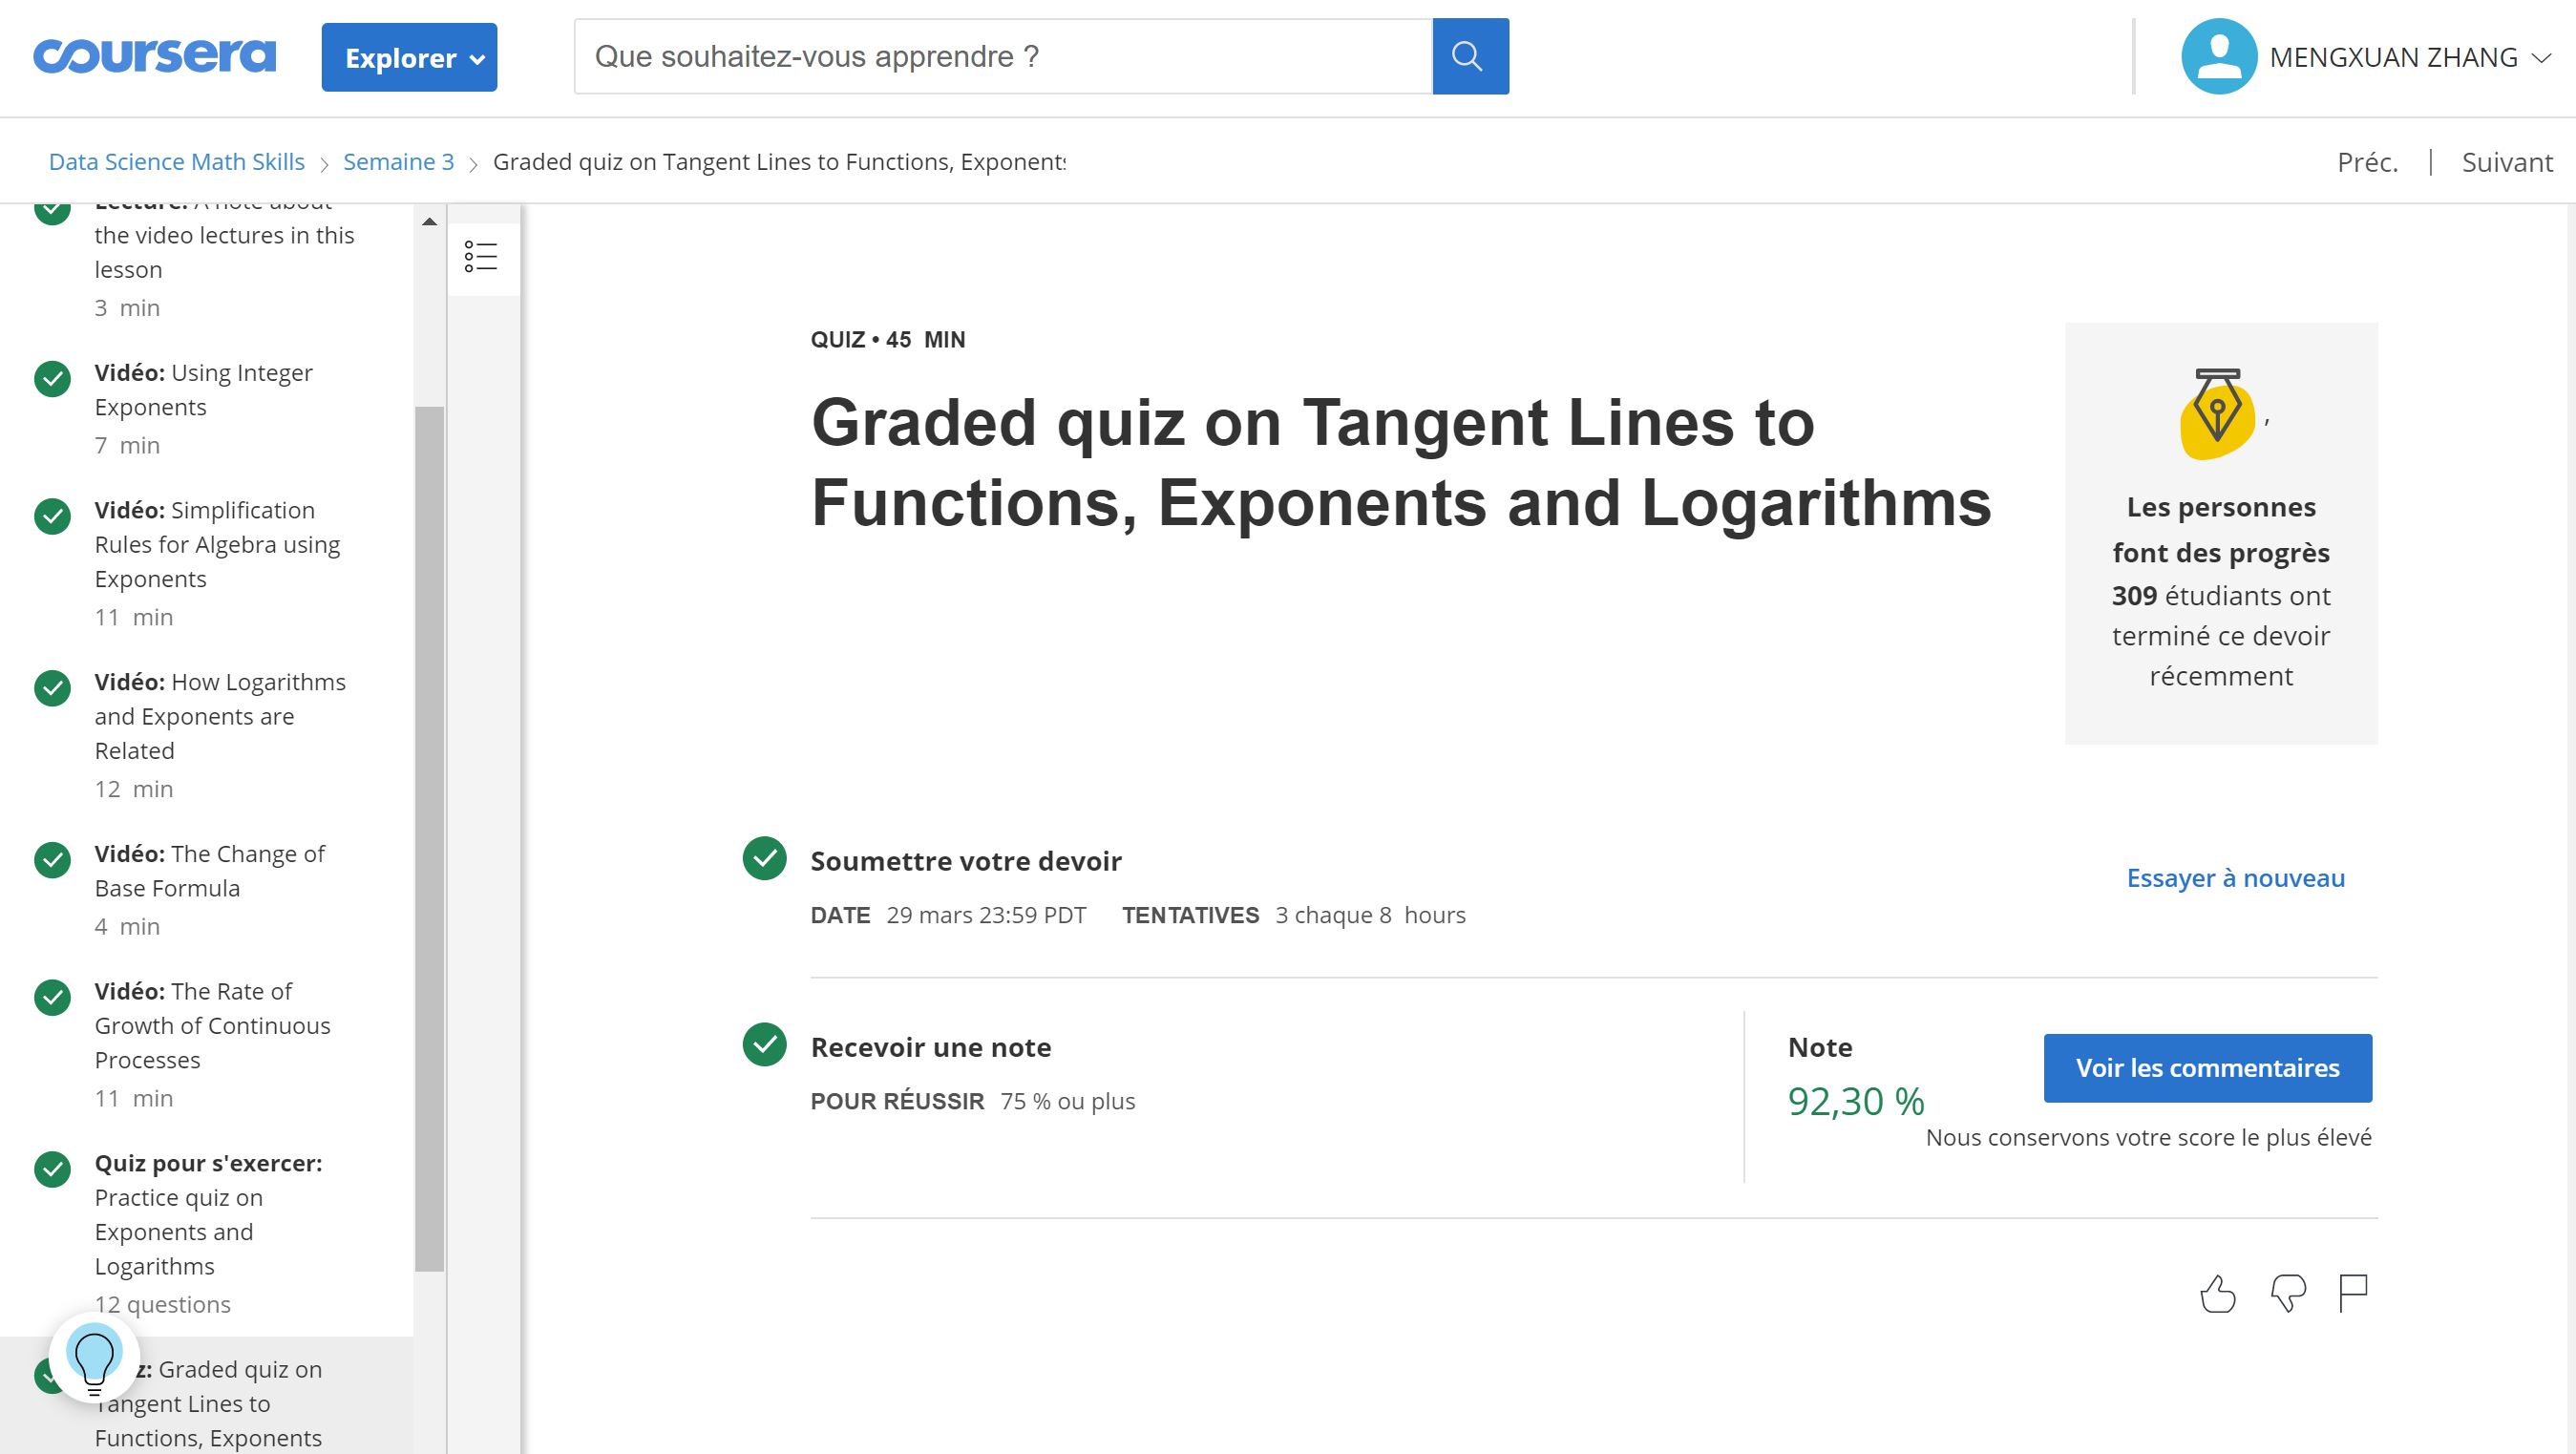 coursera
Explorer
Que souhaitez-vous apprendre ?
MENGXUAN ZHANG
Data Science Math Skills
Semaine 3
Graded quiz on Tangent Lines to Functions, Exponents
Préc.
Suivant
Lecture: A note about
the video lectures in this
lesson
3 min
Vidéo: Using Integer
Exponents
7 min
Vidéo: Simplification
Rules for Algebra using
Exponents
11 min
Vidéo: How Logarithms
and Exponents are
Related
12 min
Vidéo: The Change of
Base Formula
4 min
Vidéo: The Rate of
Growth of Continuous
Processes
11 min
Quiz pour s'exercer:
Practice quiz on
Exponents and
Logarithms
12 questions
z: Graded quiz on
Tangent Lines to
Functions, Exponents
QUIZ • 45 MIN
Graded quiz on Tangent Lines to
Functions, Exponents and Logarithms
,
Les personnes
font des progrès
309 étudiants ont
terminé ce devoir
récemment
Soumettre votre devoir
DATE 29 mars 23:59 PDT TENTATIVES 3 chaque 8 hours
Essayer à nouveau
Recevoir une note
POUR RÉUSSIR 75 % ou plus
Note
92,30 %
Voir les commentaires
Nous conservons votre score le plus élevé